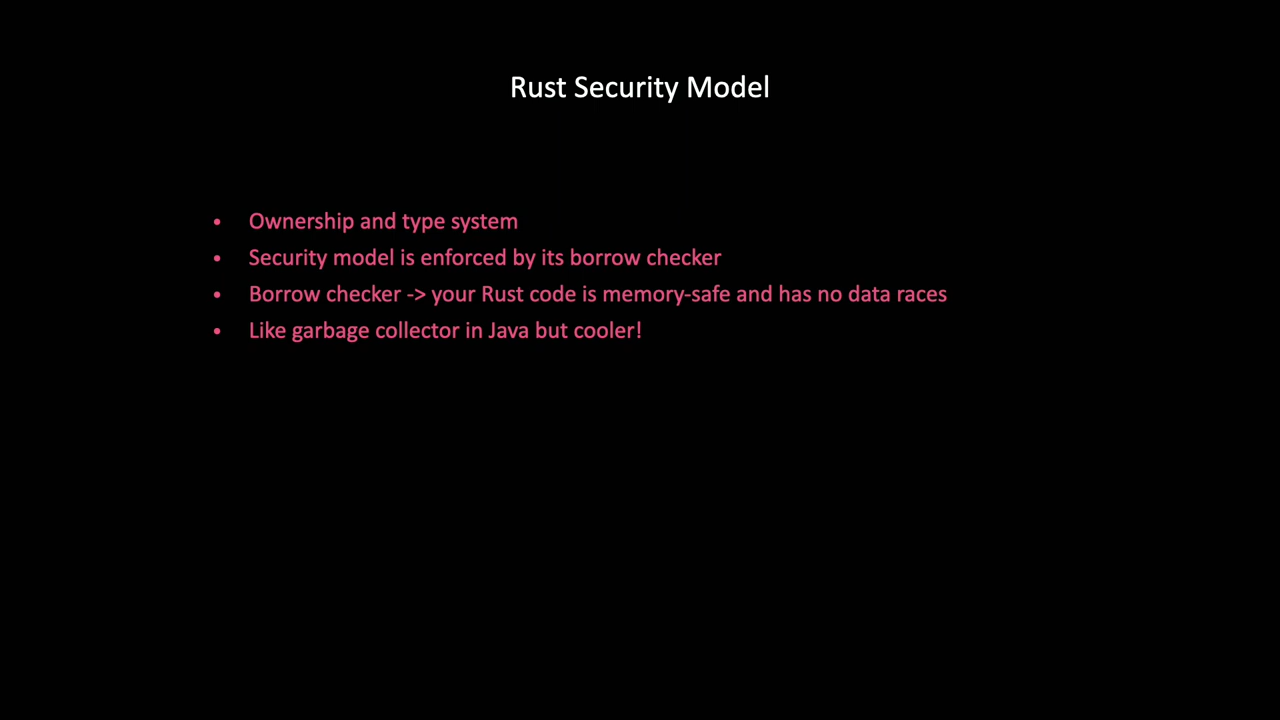 Rust Security Model
• Ownership and type system
• Security model is enforced by its borrow checker
• Borrow checker -> your Rust code is memory-safe and has no data races
• Like garbage collector in Java but cooler!